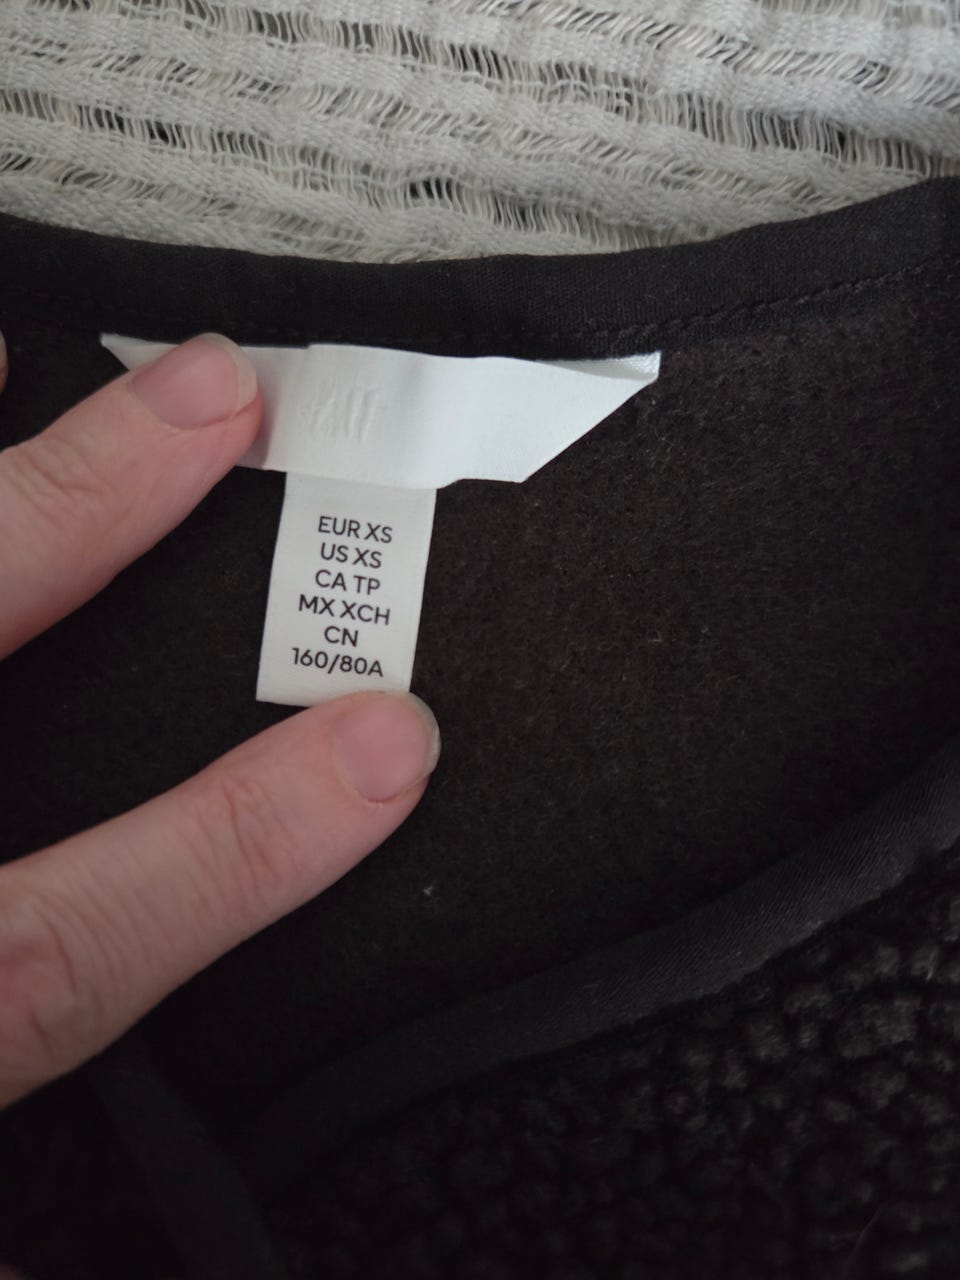 EUR XS
US XS
CA TP
MX XCH
CN
160/80A